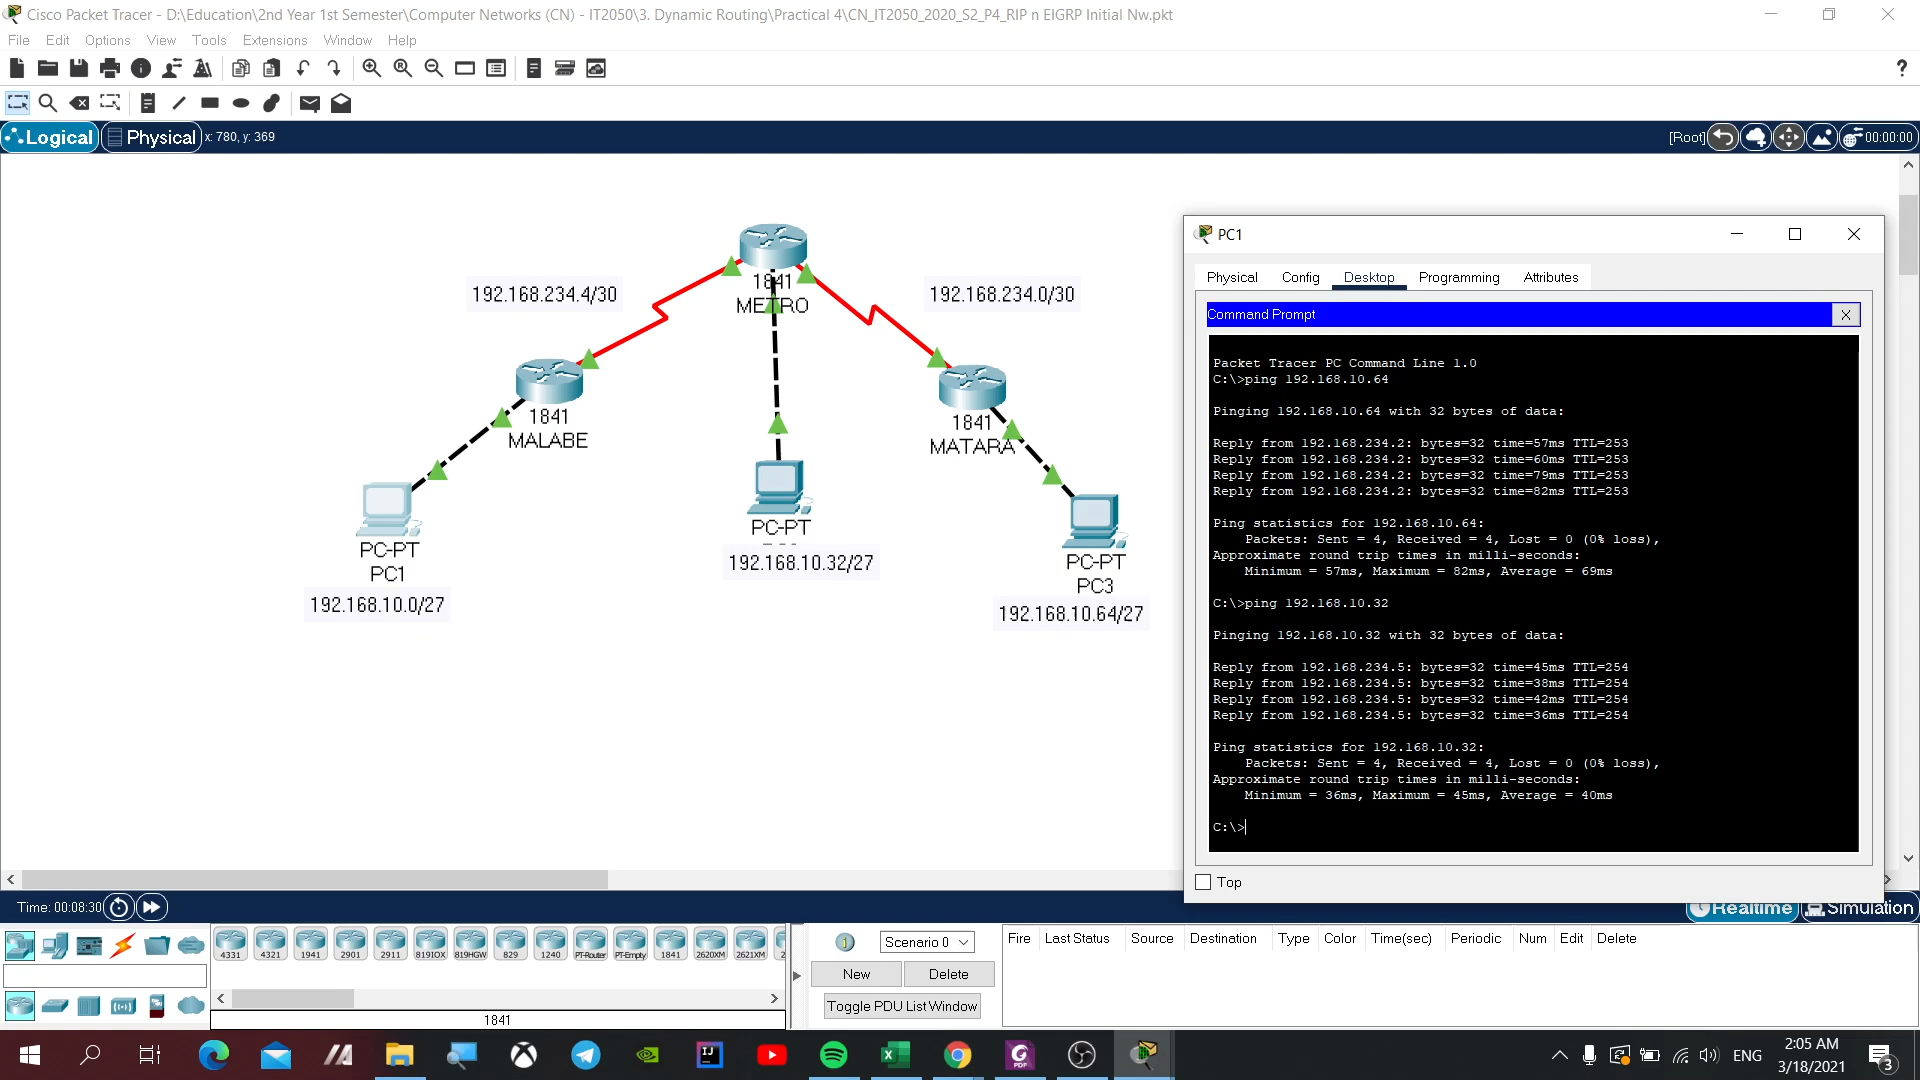 Cisco Packet Tracer - D:\Education\2nd Year 1st Semester\Computer Networks (CN) - IT2050\3. Dynamic Routing\Practical 4\CN_IT2050_2020_S2_P4_RIP n EIGRP Initial Nw.pkt
File Edit Options View Tools Extensions Window Help
?
Logical Physical x: 780, y: 369 [Root] 00:00:00
1841
METRO
192.168.234.4/30
192.168.234.0/30
1841
MALABE
1841
MATARA
PC-PT
PC1
192.168.10.0/27
PC-PT
192.168.10.32/27
PC-PT
PC3
192.168.10.64/27
PC1
Physical Config Desktop Programming Attributes
Command Prompt
X
Packet Tracer PC Command Line 1.0
C:\>ping 192.168.10.64
Pinging 192.168.10.64 with 32 bytes of data:
Reply from 192.168.234.2: bytes=32 time=57ms TTL=253
Reply from 192.168.234.2: bytes=32 time=60ms TTL=253
Reply from 192.168.234.2: bytes=32 time=79ms TTL=253
Reply from 192.168.234.2: bytes=32 time=82ms TTL=253
Ping statistics for 192.168.10.64:
Packets: Sent = 4, Received = 4, Lost = 0 (0% loss),
Approximate round trip times in milli-seconds:
Minimum = 57ms, Maximum = 82ms, Average = 69ms
C:\>ping 192.168.10.32
Pinging 192.168.10.32 with 32 bytes of data:
Reply from 192.168.234.5: bytes=32 time=45ms TTL=254
Reply from 192.168.234.5: bytes=32 time=38ms TTL=254
Reply from 192.168.234.5: bytes=32 time=42ms TTL=254
Reply from 192.168.234.5: bytes=32 time=36ms TTL=254
Ping statistics for 192.168.10.32:
Packets: Sent = 4, Received = 4, Lost = 0 (0% loss),
Approximate round trip times in milli-seconds:
Minimum = 36ms, Maximum = 45ms, Average = 40ms
C:\>
Top
Time: 00:08:30
Realtime Simulation
4331 4321 1941 2901 2911 819IOX 819HGW 829 1240 PT-Router PT-Empty 1841 2620XM 2621XM 2
1841
1
Scenario 0
New Delete
Toggle PDU List Window
Fire Last Status Source Destination Type Color Time(sec) Periodic Num Edit Delete
ENG
2:05 AM
3/18/2021
3